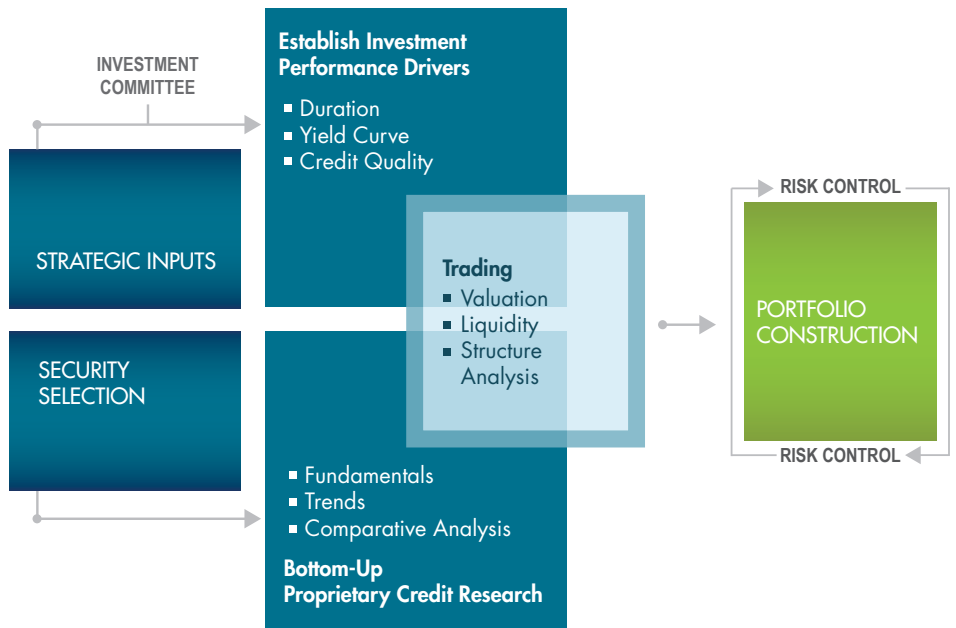 INVESTMENT
COMMITTEE
STRATEGIC INPUTS
Establish Investment
Performance Drivers
▪ Duration
▪ Yield Curve
▪ Credit Quality
Trading
▪ Valuation
▪ Liquidity
▪ Structure
Analysis
SECURITY
SELECTION
▪ Fundamentals
▪ Trends
▪ Comparative Analysis
Bottom-Up
Proprietary Credit Research
RISK CONTROL
PORTFOLIO
CONSTRUCTION
RISK CONTROL